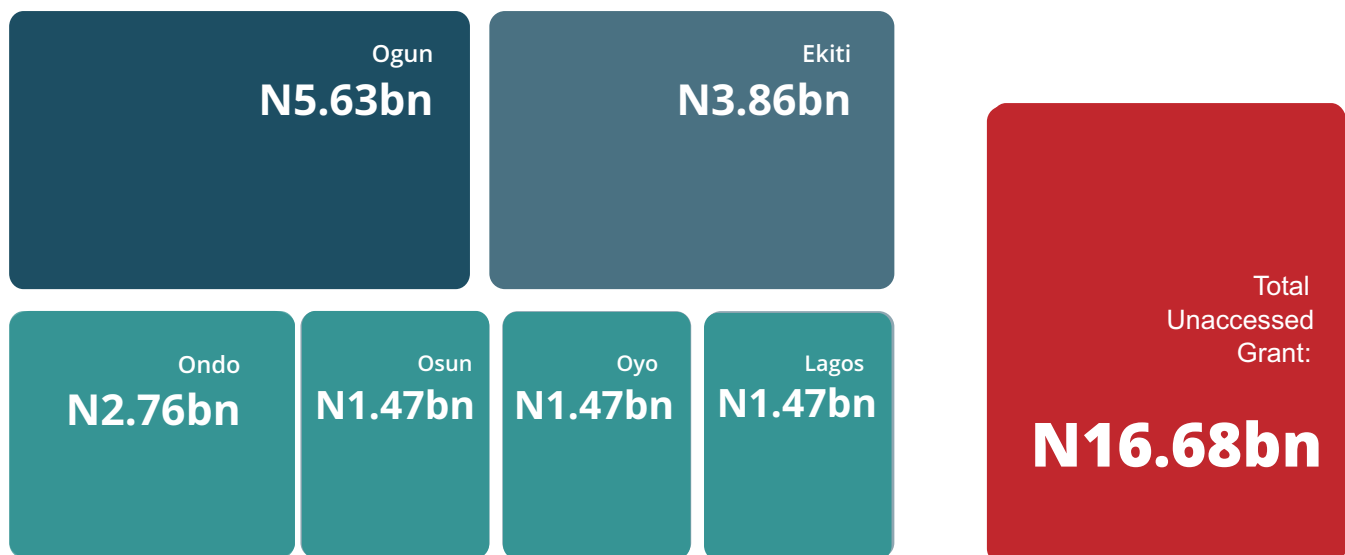 Ogun
N5.63bn
Ekiti
N3.86bn
Ondo
N2.76bn
Osun
N1.47bn
Oyo
N1.47bn
Lagos
N1.47bn
Total
Unaccessed
Grant:
N16.68bn